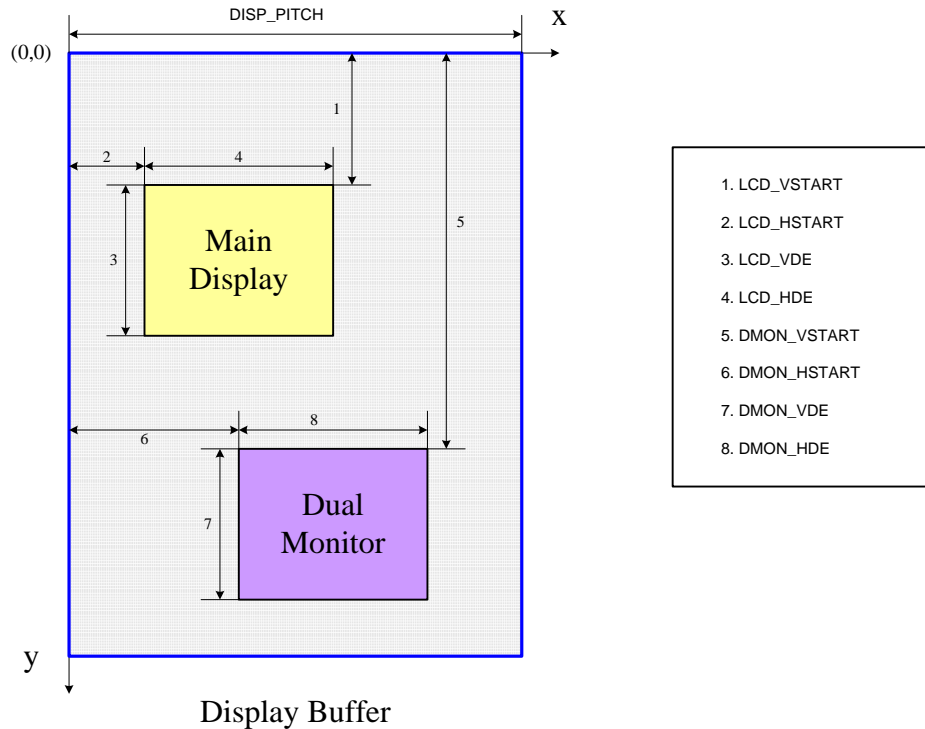 DISP_PITCH
x
(0,0)
1
2
4
3
Main
Display
5
6
8
7
Dual
Monitor
y
Display Buffer
1. LCD_VSTART
2. LCD_HSTART
3. LCD_VDE
4. LCD_HDE
5. DMON_VSTART
6. DMON_HSTART
7. DMON_VDE
8. DMON_HDE